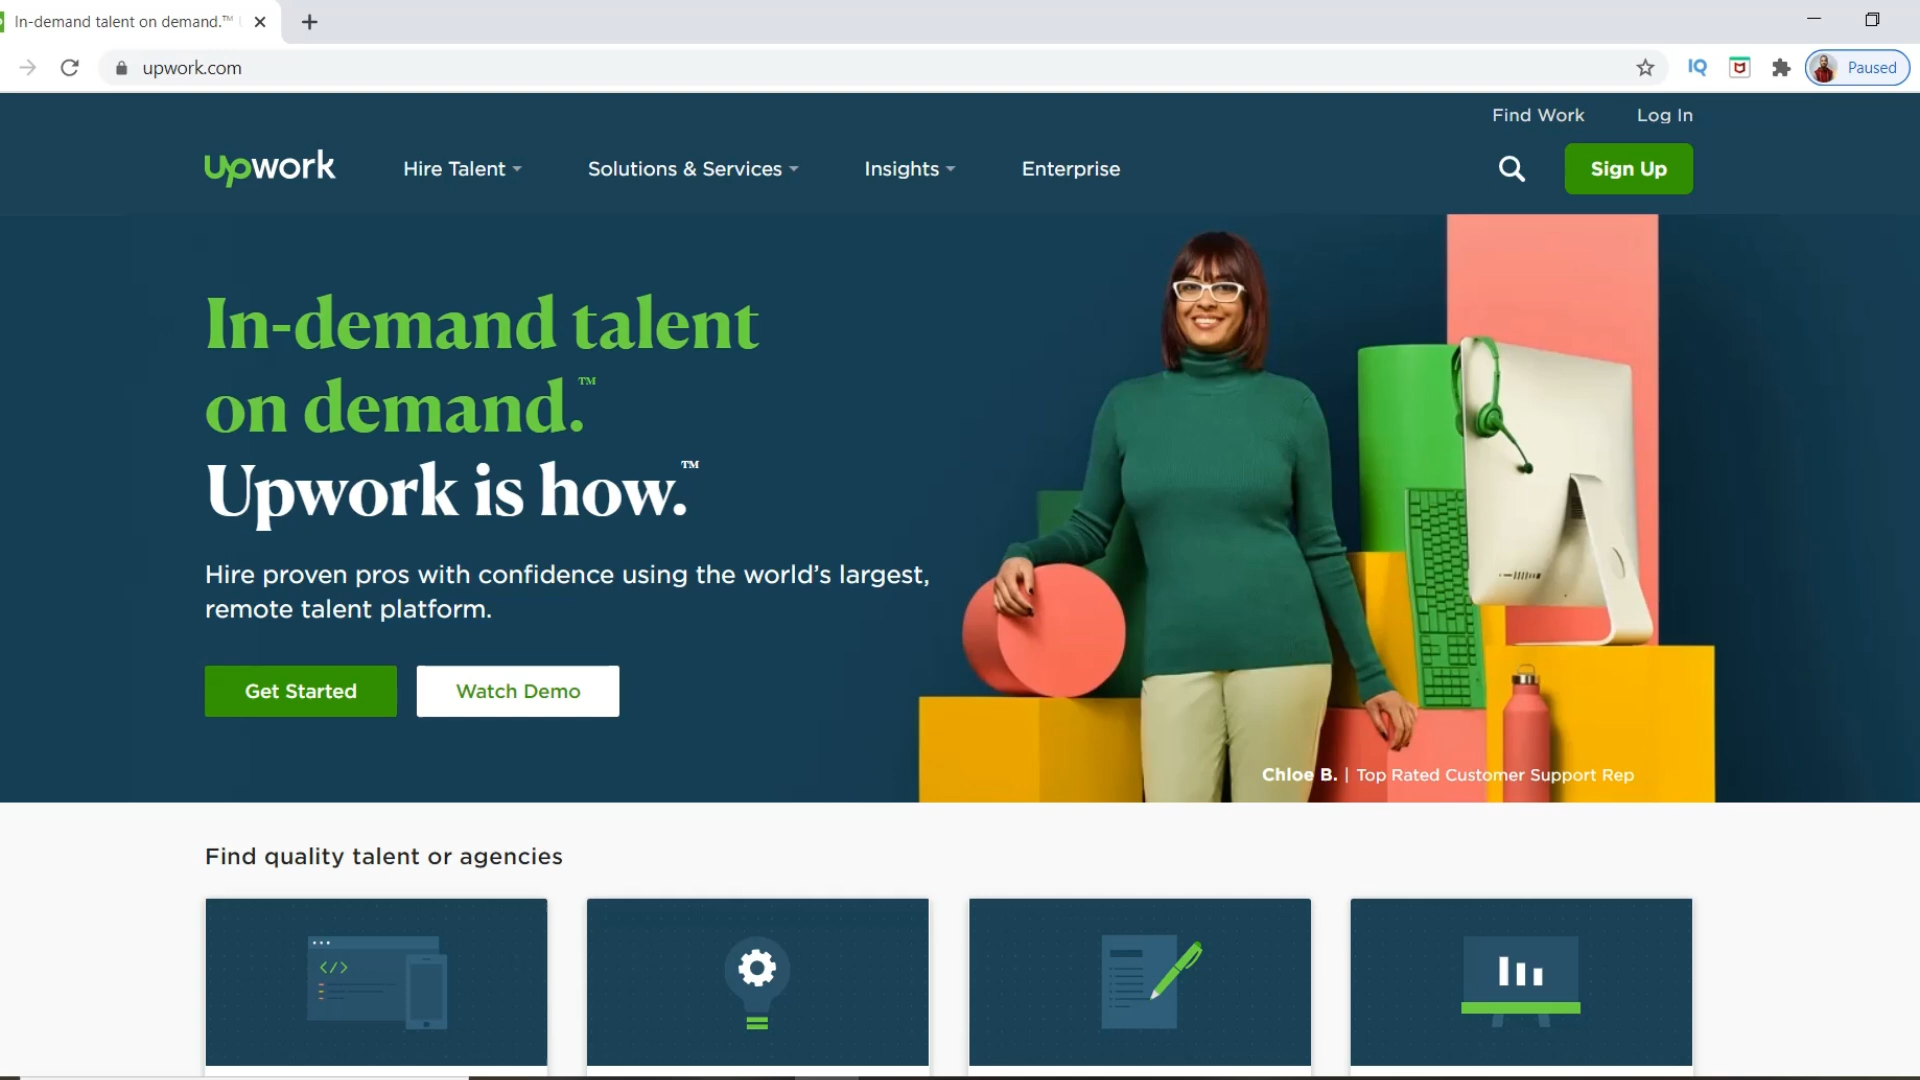 In-demand talent on demand.™
upwork.com
Paused
Find Work
Log In
upwork
Hire Talent
Solutions & Services
Insights
Enterprise
Sign Up
In-demand talent
on demand.™
Upwork is how.™
Hire proven pros with confidence using the world’s largest,
remote talent platform.
Get Started
Watch Demo
Chloe B. | Top Rated Customer Support Rep
Find quality talent or agencies